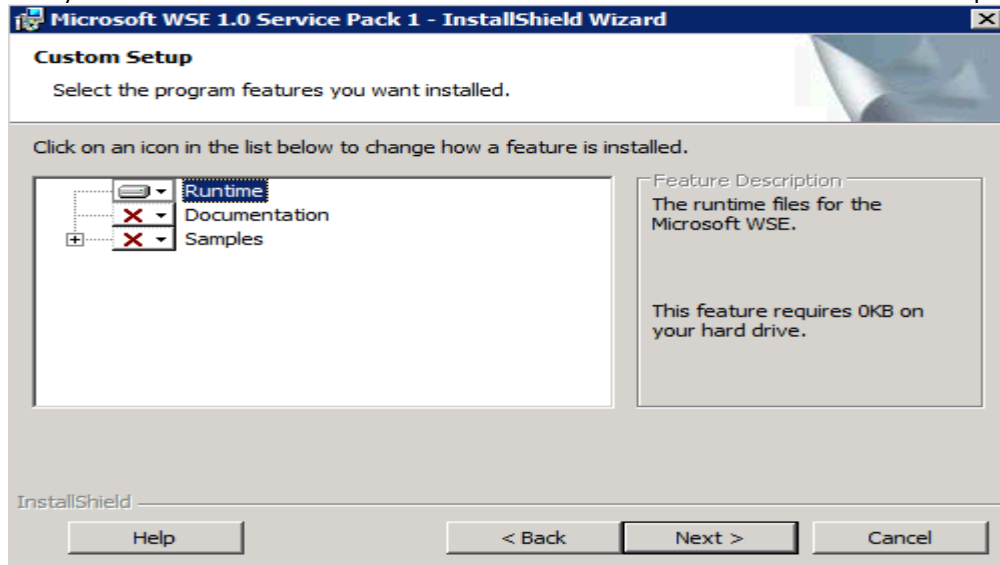 Microsoft WSE 1.0 Service Pack 1 - InstallShield Wizard
Custom Setup
Select the program features you want installed.
Click on an icon in the list below to change how a feature is installed.
Runtime
Documentation
Samples
Feature Description
The runtime files for the
Microsoft WSE.
This feature requires 0KB on
your hard drive.
InstallShield
Help
< Back
Next >
Cancel